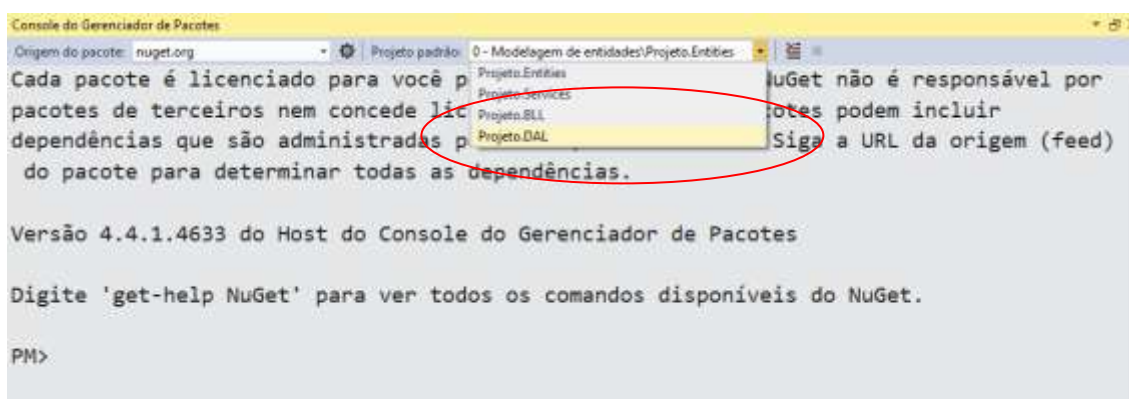 Console do Gerenciador de Pacotes
Origem do pacote: nuget.org Projeto padrão: 0 - Modelagem de entidades\Projeto.Entities
Projeto.Entities
Projeto.Services
Projeto.BLL
Projeto.DAL
Cada pacote é licenciado para você p uGet não é responsável por
pacotes de terceiros nem concede lic otes podem incluir
dependências que são administradas p Siga a URL da origem (feed)
do pacote para determinar todas as dependências.
Versão 4.4.1.4633 do Host do Console do Gerenciador de Pacotes
Digite 'get-help NuGet' para ver todos os comandos disponíveis do NuGet.
PM>